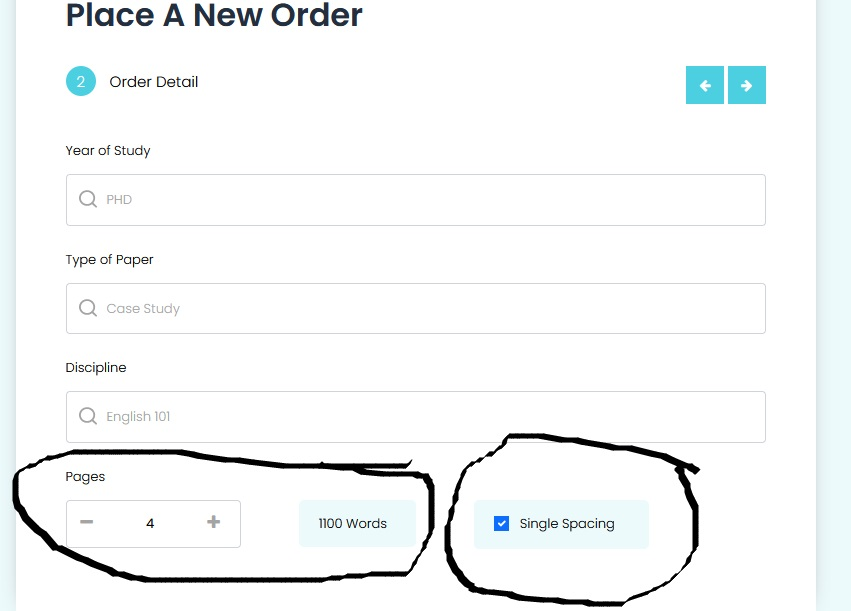 Place A New Order
2 Order Detail
Year of Study
PHD
Type of Paper
Case Study
Discipline
English 101
Pages
4 1100 Words Single Spacing